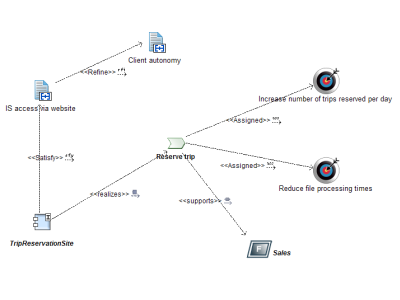 Client autonomy
<<Refine>>
IS access via website
Increase number of trips reserved per day
<<Assigned>>
<<Satisfy>>
Reserve trip
<<Assigned>>
Reduce file processing times
<<realizes>>
<<supports>>
TripReservationSite
F
Sales